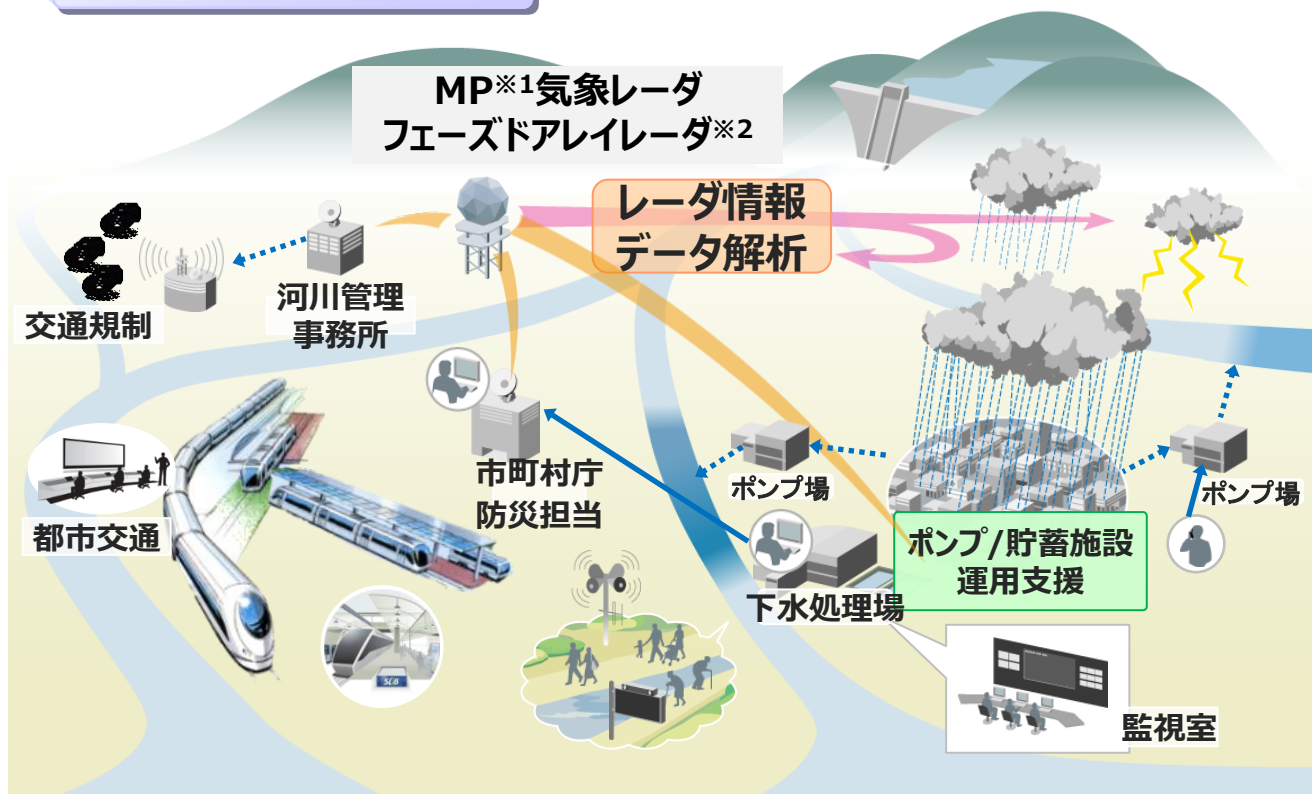 MP※1気象レーダ
フェーズドアレイレーダ※2
レーダ情報
データ解析
河川管理
事務所
交通規制
市町村庁
防災担当
都市交通
ポンプ場
ポンプ場
ポンプ/貯蓄施設
運用支援
下水処理場
監視室